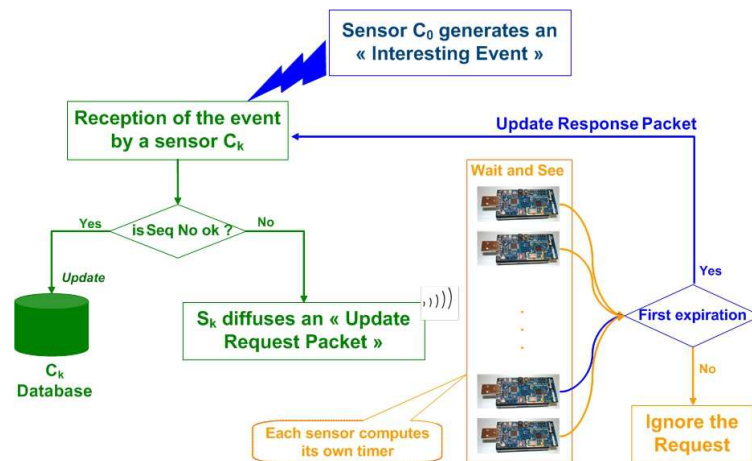 Sensor C0 generates an
« Interesting Event »
Reception of the event
by a sensor Ck
Update Response Packet
Wait and See
Yes
is Seq No ok ?
No
Update
Sk diffuses an « Update
Request Packet »
Ck
Database
Yes
First expiration
No
Each sensor computes
its own timer
Ignore the
Request